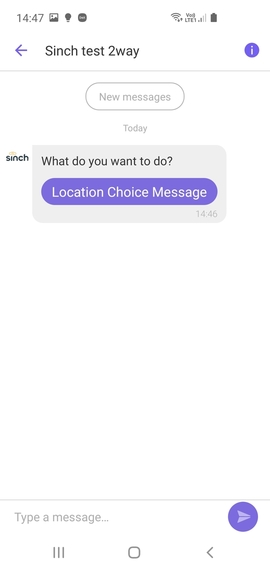 14:47
Vo)) LTE1
Sinch test 2way
New messages
Today
sinch
What do you want to do?
Location Choice Message
14:46
Type a message...